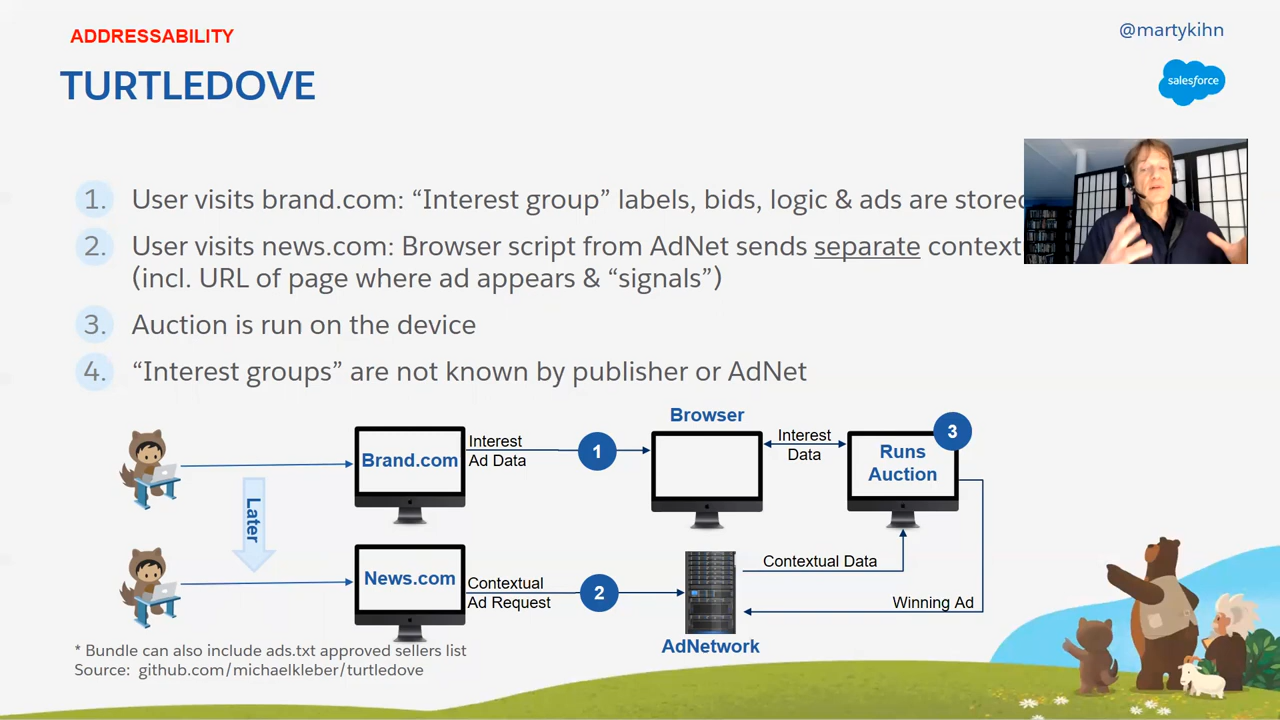 ADDRESSABILITY
@martykihn
TURTLEDOVE
salesforce
1. User visits brand.com: “Interest group” labels, bids, logic & ads are stored
2. User visits news.com: Browser script from AdNet sends separate context
(incl. URL of page where ad appears & “signals”)
3. Auction is run on the device
4. “Interest groups” are not known by publisher or AdNet
Browser
Brand.com
Interest
Ad Data
1
Interest
Data
Runs
Auction
3
Later
News.com
Contextual
Ad Request
2
Contextual Data
Winning Ad
AdNetwork
* Bundle can also include ads.txt approved sellers list
Source: github.com/michaelkleber/turtledove